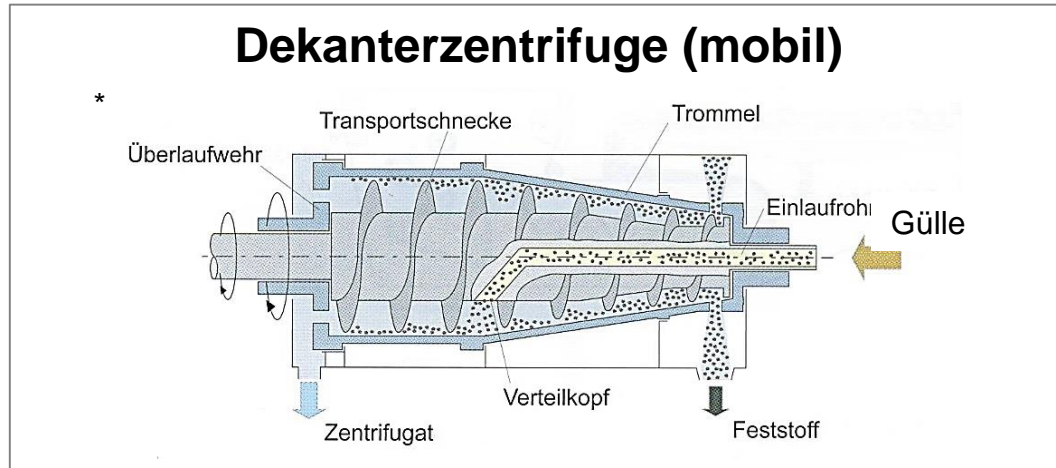 Dekanterzentrifuge (mobil)
*
Transportschnecke
Trommel
Überlaufwehr
Einlaufrohr
Gülle
Verteilkopf
Zentrifugat
Feststoff